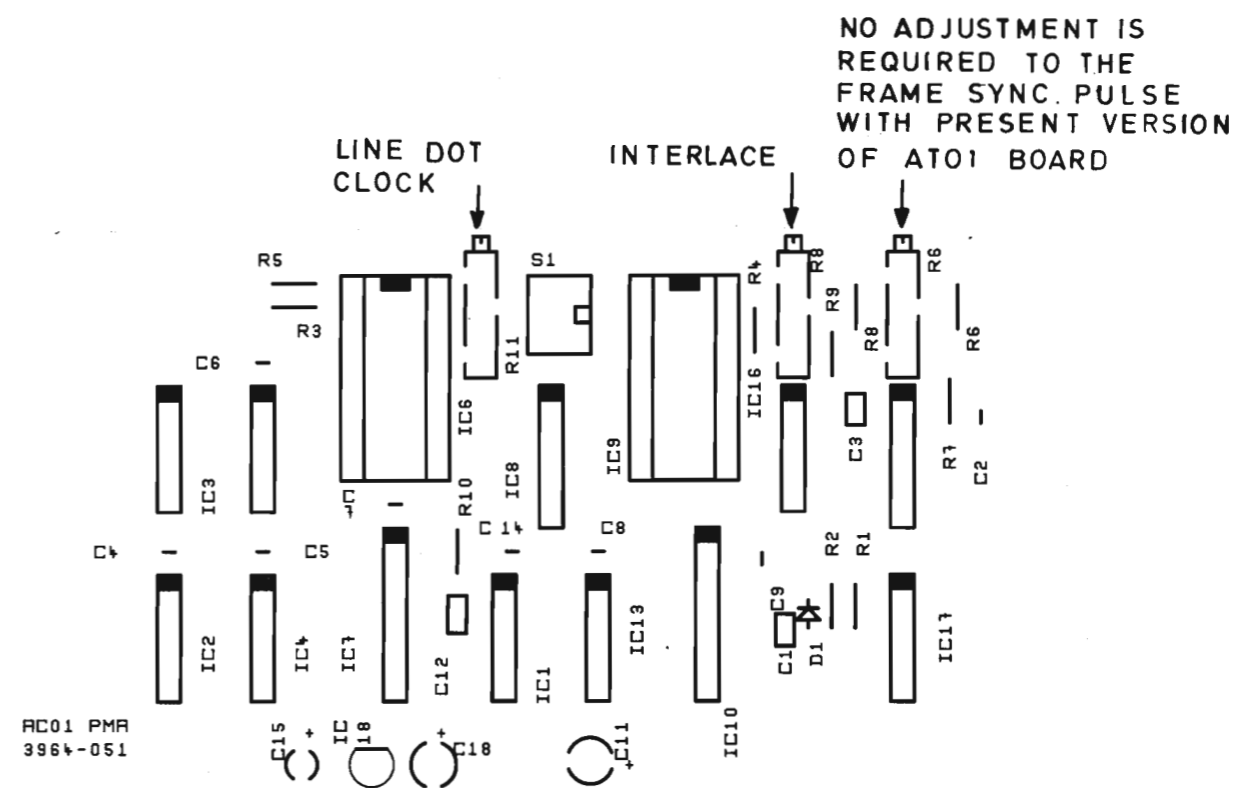 NO ADJUSTMENT IS
REQUIRED TO THE
FRAME SYNC. PULSE
WITH PRESENT VERSION
OF AT01 BOARD
LINE DOT
CLOCK
INTERLACE
R5
R3
S1
R4
R8
R6
R9
R8
R6
R11
C6
IC6
IC16
IC3
C7
R10
IC8
IC9
C3
R7
C2
C4
C5
C 14
C8
R2
R1
C9
IC2
IC4
IC7
C12
IC1
IC13
C1
D1
IC17
AC01 PMA
3964-051
C15
+
IC
18
+
C18
C11
+
IC10